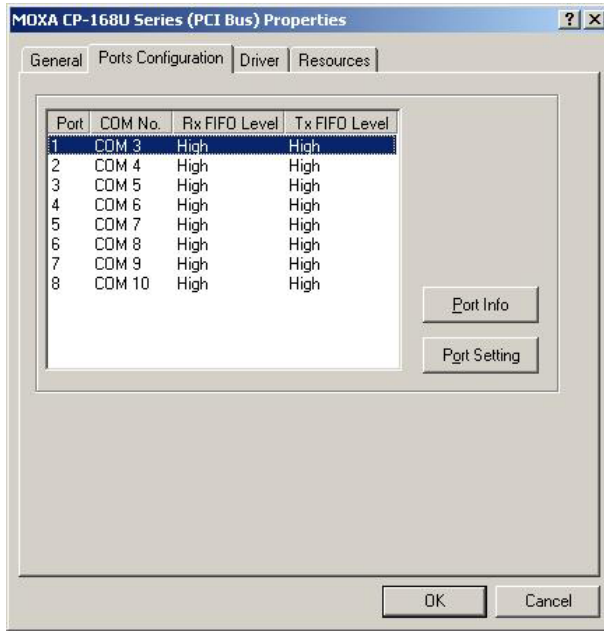 MOXA CP-168U Series (PCI Bus) Properties ? X
General Ports Configuration Driver Resources
Port COM No. Rx FIFO Level Tx FIFO Level
1 COM 3 High High
2 COM 4 High High
3 COM 5 High High
4 COM 6 High High
5 COM 7 High High
6 COM 8 High High
7 COM 9 High High
8 COM 10 High High
Port Info
Port Setting
OK Cancel